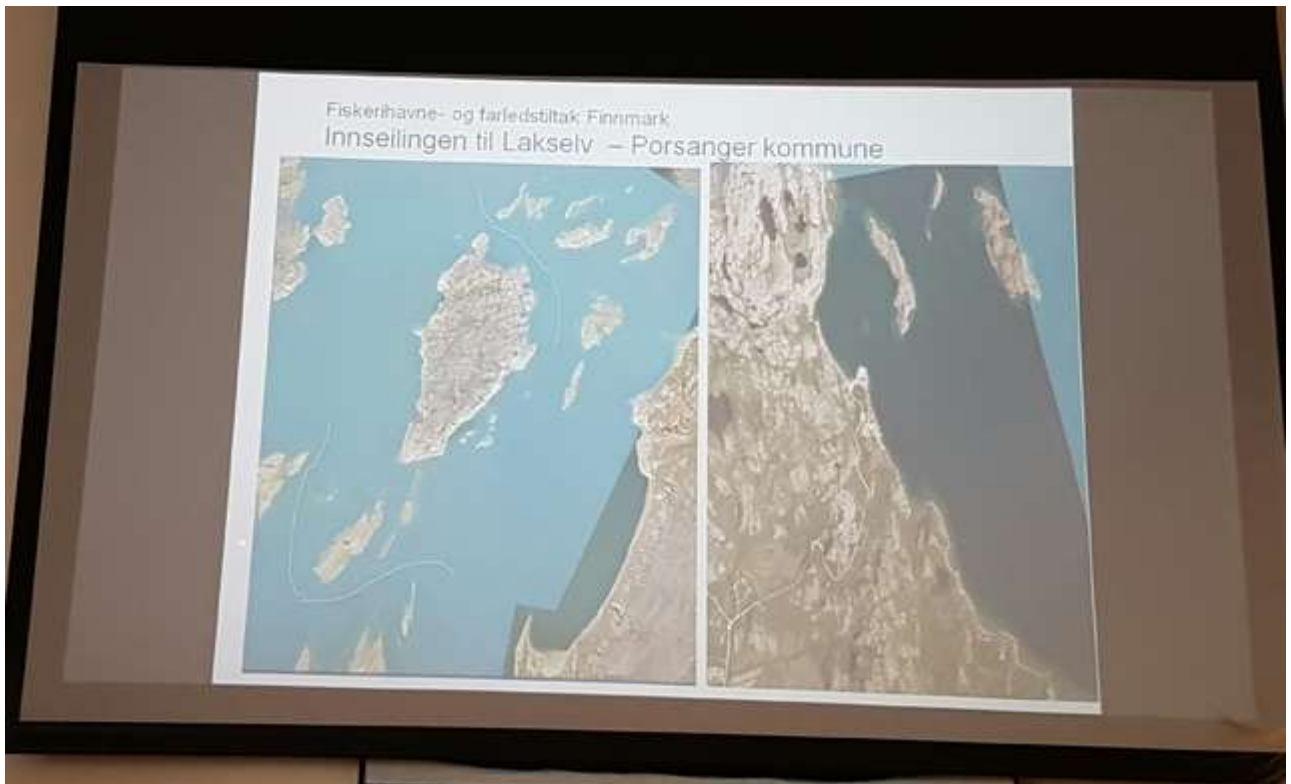 Fiskerihavne- og farledstiltak Finnmark
Innseilingen til Lakselv – Porsanger kommune